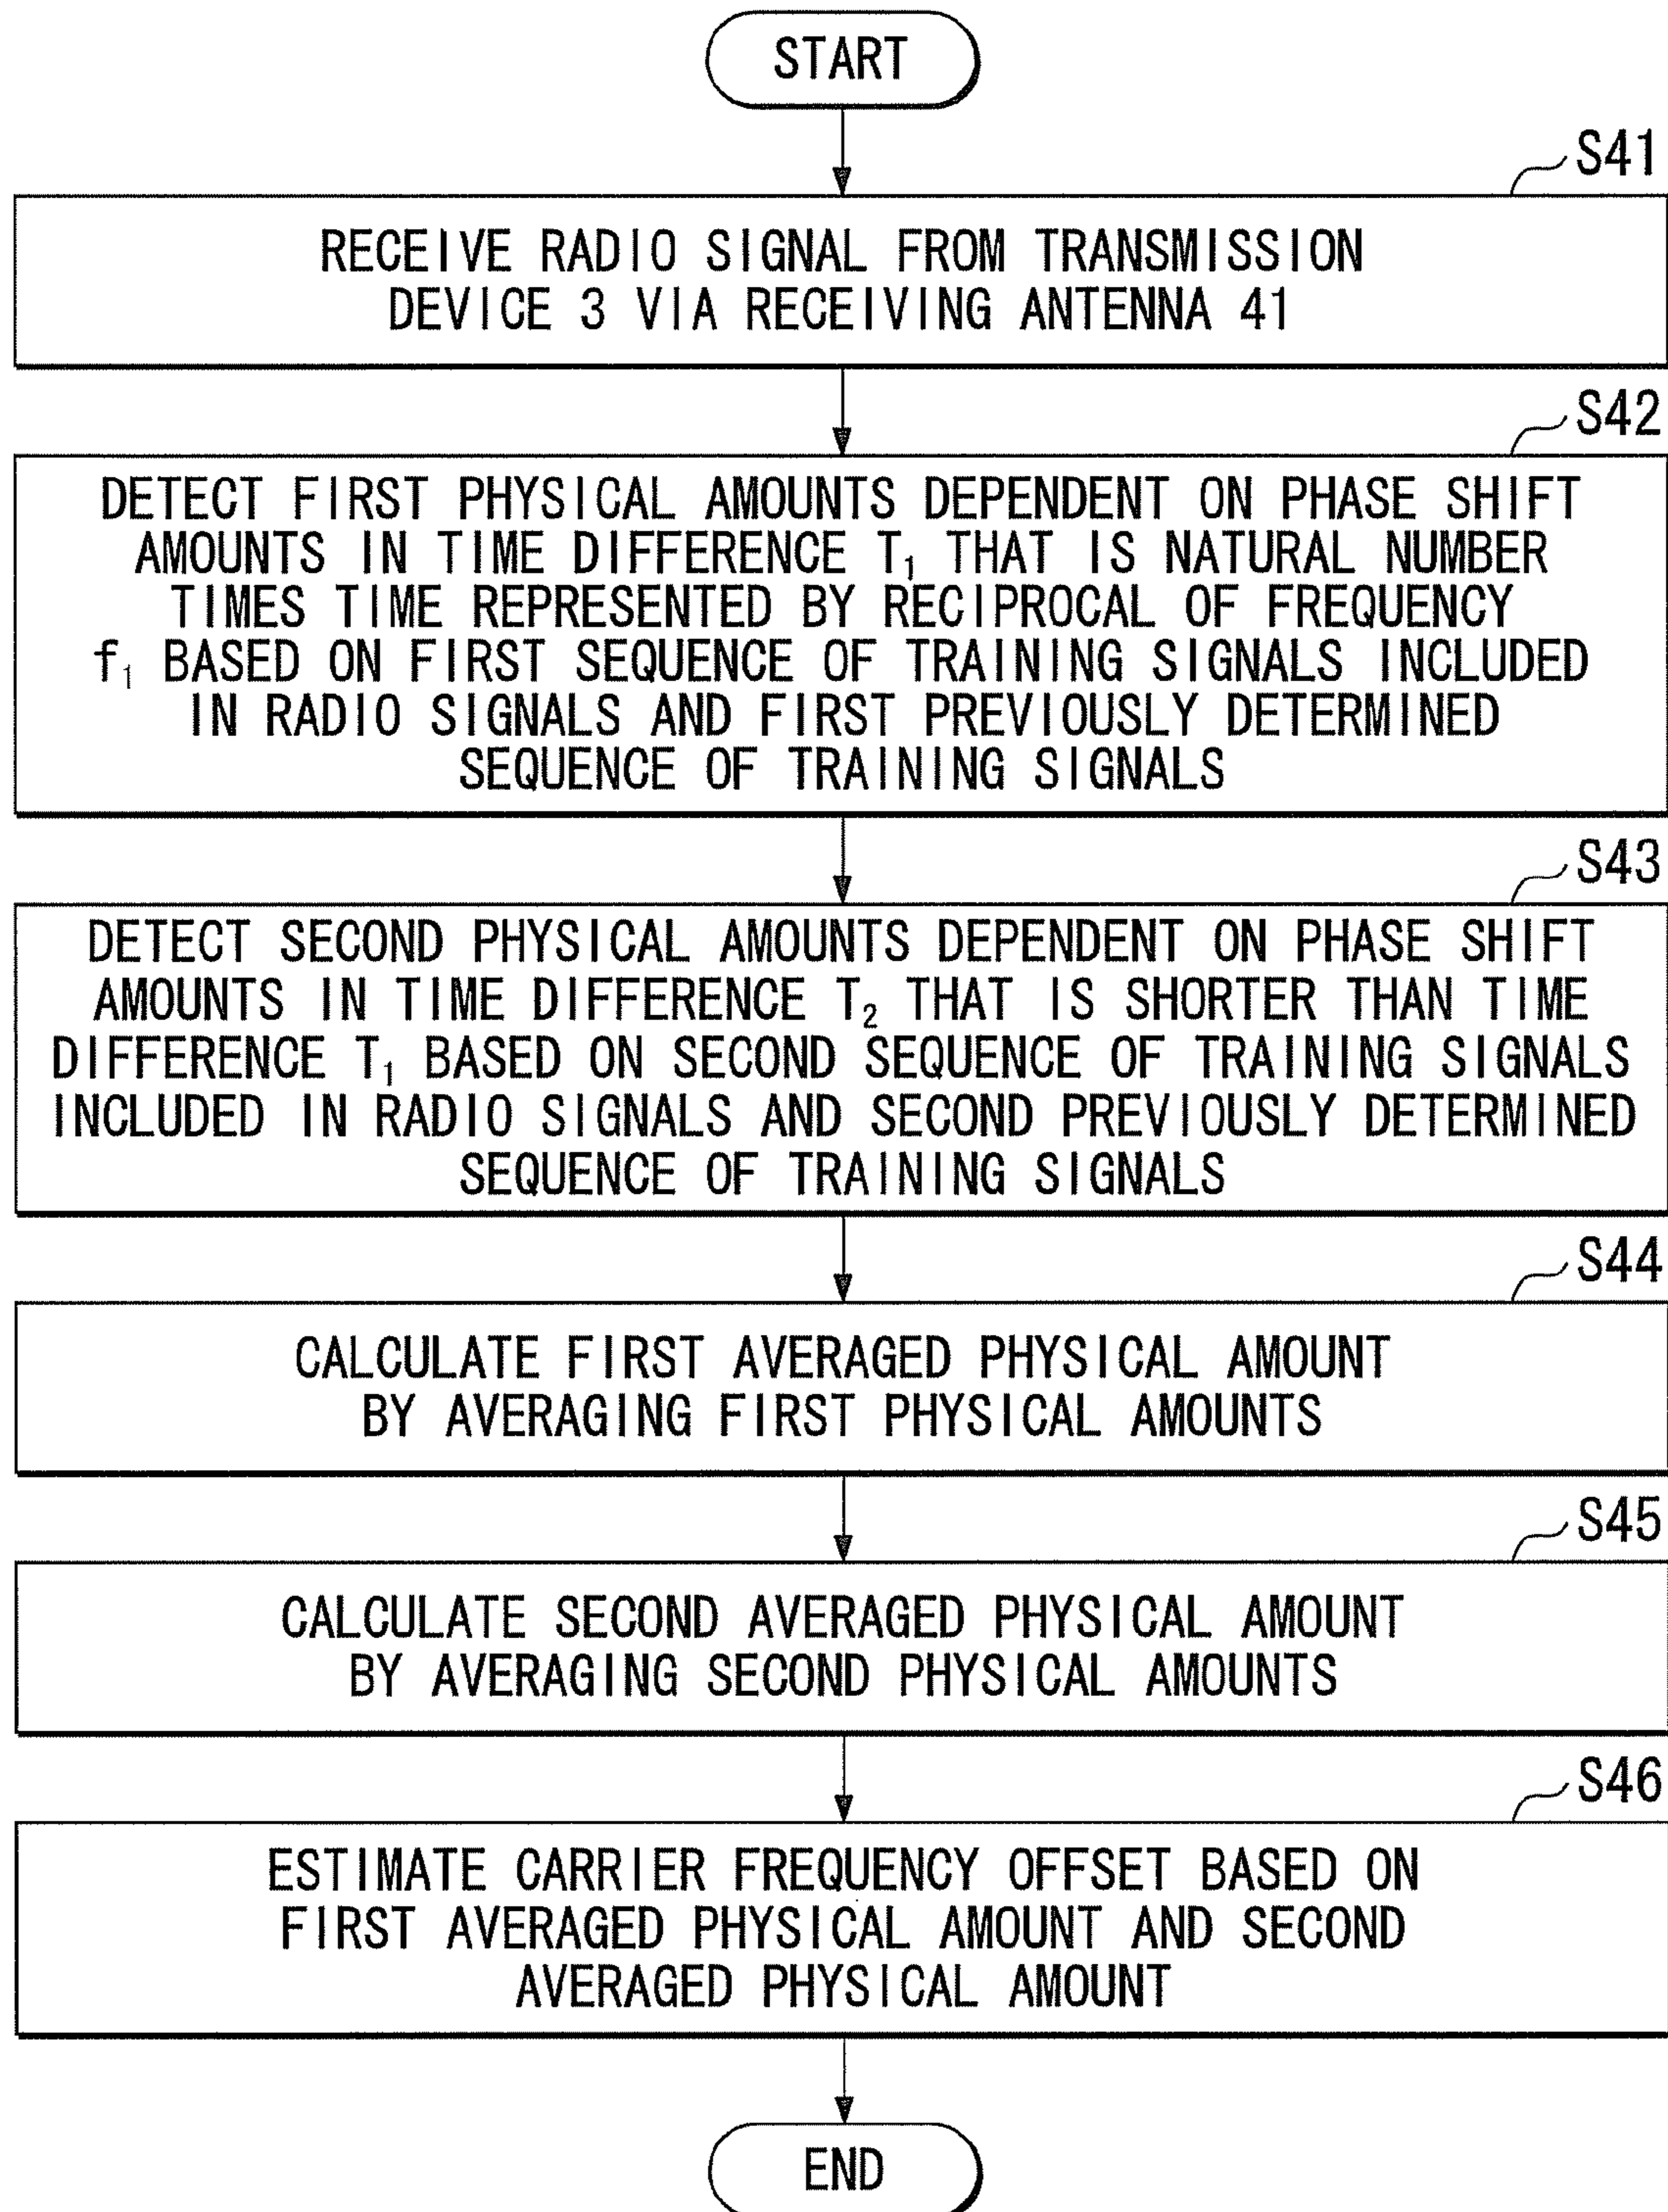 START
S41
RECEIVE RADIO SIGNAL FROM TRANSMISSION
DEVICE 3 VIA RECEIVING ANTENNA 41
S42
DETECT FIRST PHYSICAL AMOUNTS DEPENDENT ON PHASE SHIFT
AMOUNTS IN TIME DIFFERENCE T₁ THAT IS NATURAL NUMBER
TIMES TIME REPRESENTED BY RECIPROCAL OF FREQUENCY
f₁ BASED ON FIRST SEQUENCE OF TRAINING SIGNALS INCLUDED
IN RADIO SIGNALS AND FIRST PREVIOUSLY DETERMINED
SEQUENCE OF TRAINING SIGNALS
S43
DETECT SECOND PHYSICAL AMOUNTS DEPENDENT ON PHASE SHIFT
AMOUNTS IN TIME DIFFERENCE T₂ THAT IS SHORTER THAN TIME
DIFFERENCE T₁ BASED ON SECOND SEQUENCE OF TRAINING SIGNALS
INCLUDED IN RADIO SIGNALS AND SECOND PREVIOUSLY DETERMINED
SEQUENCE OF TRAINING SIGNALS
S44
CALCULATE FIRST AVERAGED PHYSICAL AMOUNT
BY AVERAGING FIRST PHYSICAL AMOUNTS
S45
CALCULATE SECOND AVERAGED PHYSICAL AMOUNT
BY AVERAGING SECOND PHYSICAL AMOUNTS
S46
ESTIMATE CARRIER FREQUENCY OFFSET BASED ON
FIRST AVERAGED PHYSICAL AMOUNT AND SECOND
AVERAGED PHYSICAL AMOUNT
END